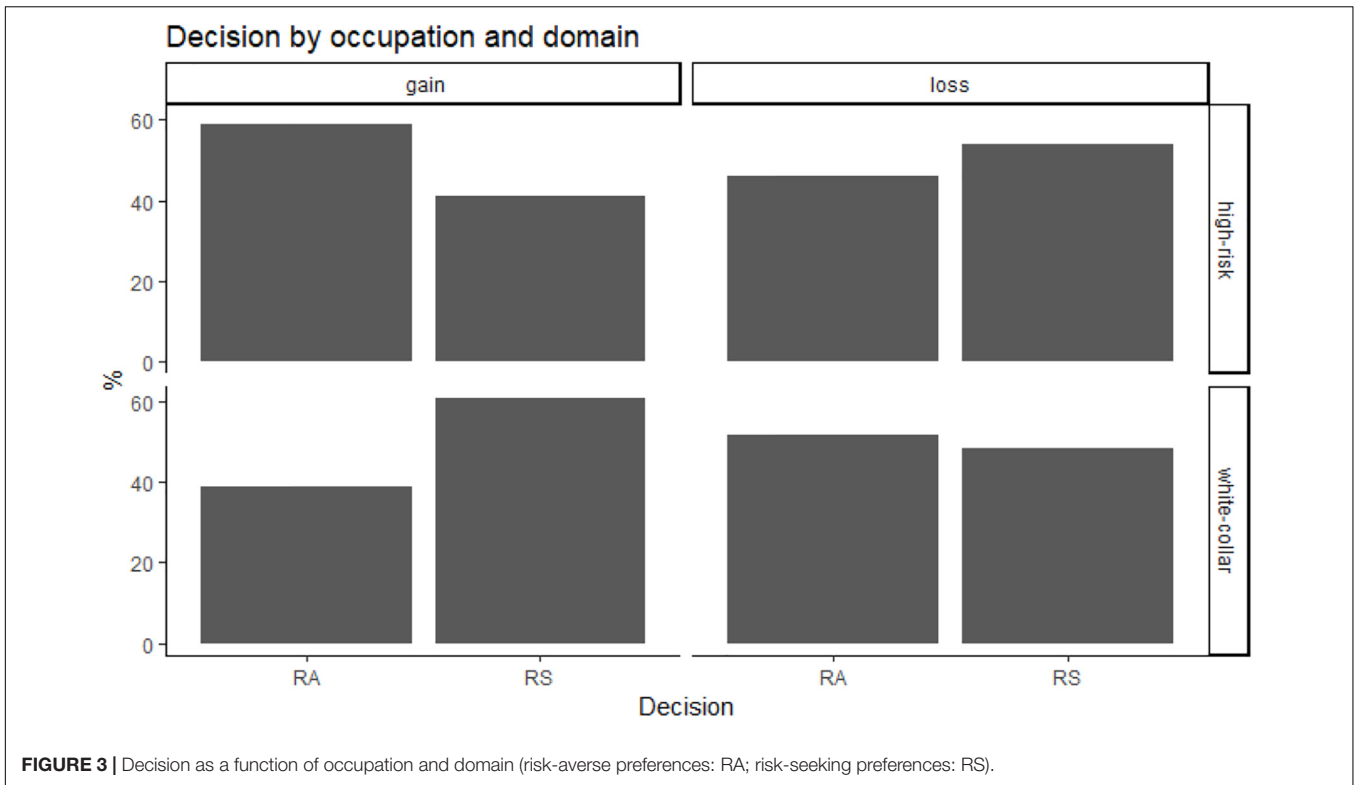 Decision by occupation and domain
gain
loss
60
40
20
0
high-risk
%
60
40
20
0
white-collar
RA
RS
RA
RS
Decision
FIGURE 3 | Decision as a function of occupation and domain (risk-averse preferences: RA; risk-seeking preferences: RS).